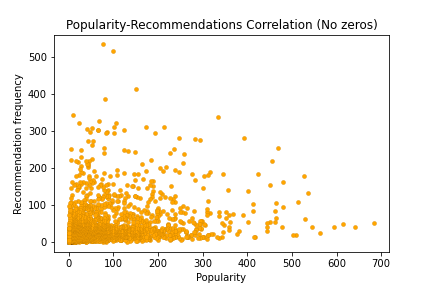 Popularity-Recommendations Correlation (No zeros)
Recommendation frequency
500
400
300
200
100
0
0 100 200 300 400 500 600 700
Popularity